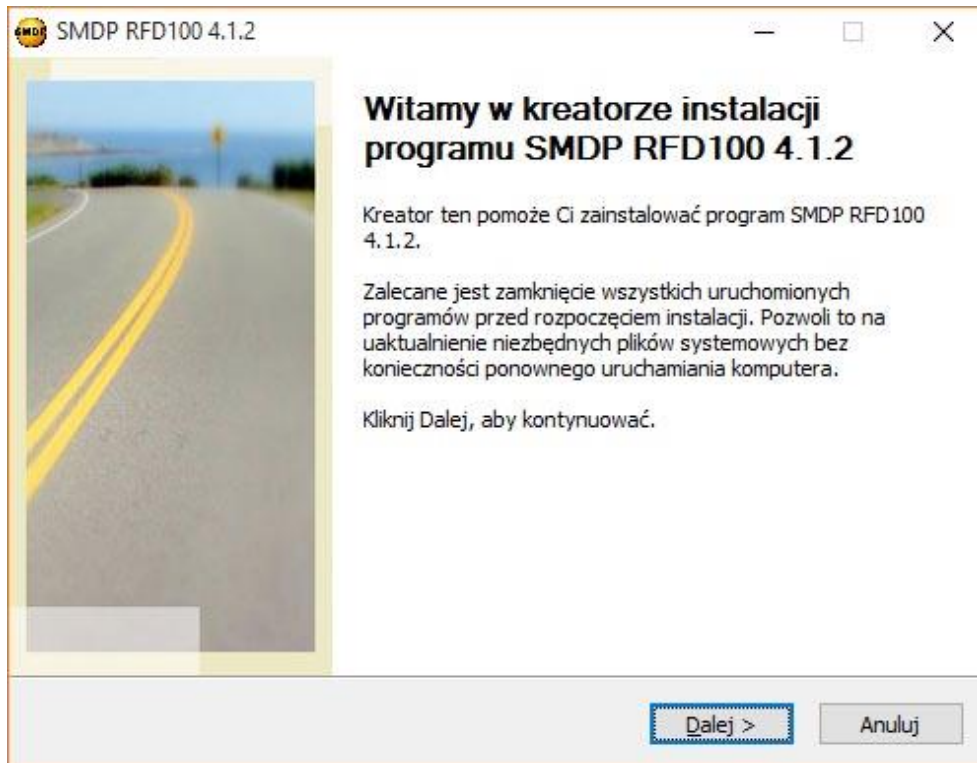 SMDP RFD100 4.1.2
Witamy w kreatorze instalacji
programu SMDP RFD100 4.1.2
Kreator ten pomoże Ci zainstalować program SMDP RFD100
4.1.2.
Zalecane jest zamknięcie wszystkich uruchomionych
programów przed rozpoczęciem instalacji. Pozwoli to na
uaktualnienie niezbędnych plików systemowych bez
konieczności ponownego uruchamiania komputera.
Kliknij Dalej, aby kontynuować.
Dalej >
Anuluj